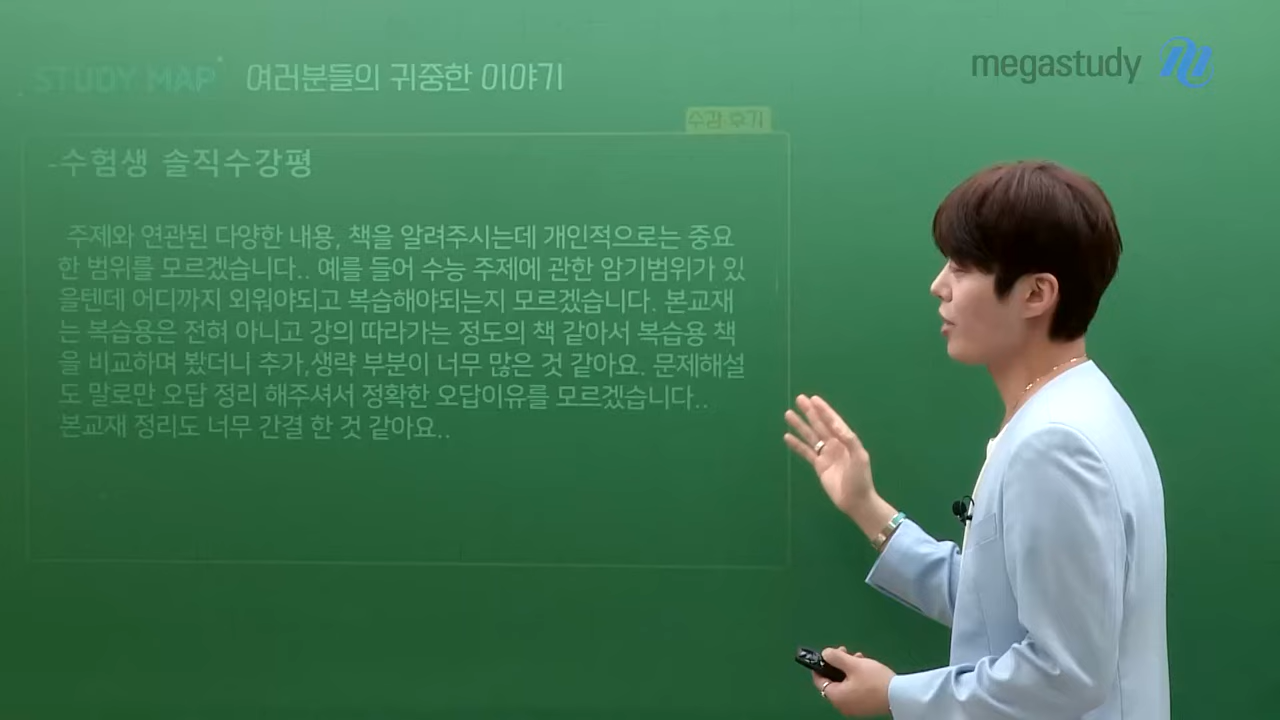 STUDY MAP 여러분들의 귀중한 이야기
megastudy
수강 후기
-수험생 솔직수강평
주제와 연관된 다양한 내용, 책을 알려주시는데 개인적으로는 중요
한 범위를 모르겠습니다.. 예를 들어 수능 주제에 관한 암기범위가 있
을텐데 어디까지 외워야되고 복습해야되는지 모르겠습니다. 본교재
는 복습용은 전혀 아니고 강의 따라가는 정도의 책 같아서 복습용 책
을 비교하며 봤더니 추가,생략 부분이 너무 많은 것 같아요. 문제해설
도 말로만 오답 정리 해주셔서 정확한 오답이유를 모르겠습니다..
본교재 정리도 너무 간결 한 것 같아요..